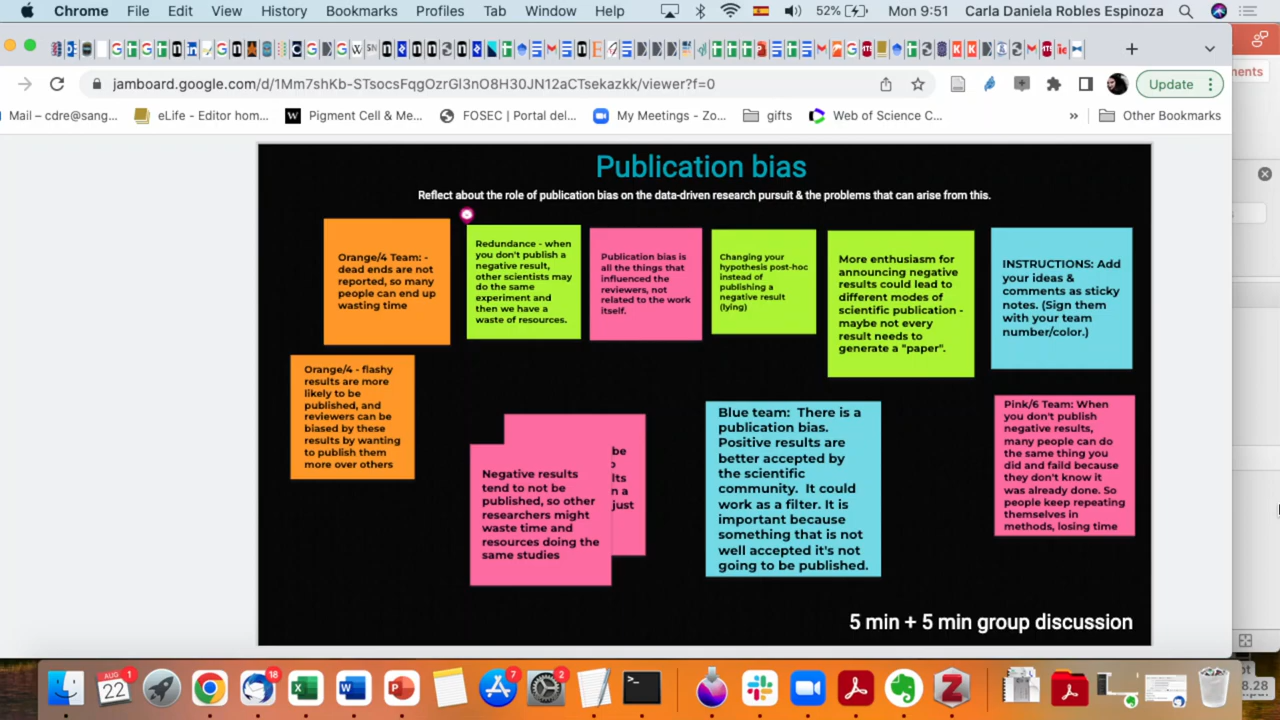 Chrome File Edit View History Bookmarks Profiles Tab Window Help 52% Mon 9:51 Carla Daniela Robles Espinoza
jamboard.google.com/d/1Mm7shKb-STsocsFqgOzrGl3nO8H30JN12aCTsekazkk/viewer?f=0
Update
ments
Mail – cdre@sang... eLife - Editor hom... Pigment Cell & Me... FOSEC | Portal del... My Meetings - Zo... gifts Web of Science C... » Other Bookmarks
Publication bias
Reflect about the role of publication bias on the data-driven research pursuit & the problems that can arise from this.
Orange/4 Team: -
dead ends are not
reported, so many
people can end up
wasting time
Redundance - when
you don't publish a
negative result,
other scientists may
do the same
experiment and
then we have a
waste of resources.
Publication bias is
all the things that
influenced the
reviewers, not
related to the work
itself.
Changing your
hypothesis post-hoc
instead of
publishing a
negative result
(lying)
More enthusiasm for
announcing negative
results could lead to
different modes of
scientific publication -
maybe not every
result needs to
generate a "paper".
INSTRUCTIONS: Add
your ideas &
comments as sticky
notes. (Sign them
with your team
number/color.)
Orange/4 - flashy
results are more
likely to be
published, and
reviewers can be
biased by these
results by wanting
to publish them
more over others
be
lts
n a
just
Negative results
tend to not be
published, so other
researchers might
waste time and
resources doing the
same studies
Blue team: There is a
publication bias.
Positive results are
better accepted by
the scientific
community. It could
work as a filter. It is
important because
something that is not
well accepted it's not
going to be published.
Pink/6 Team: When
you don't publish
negative results,
many people can do
the same thing you
did and faild because
they don't know it
was already done. So
people keep repeating
themselves in
methods, losing time
5 min + 5 min group discussion
AUG
22
1
18
7
2
8.28